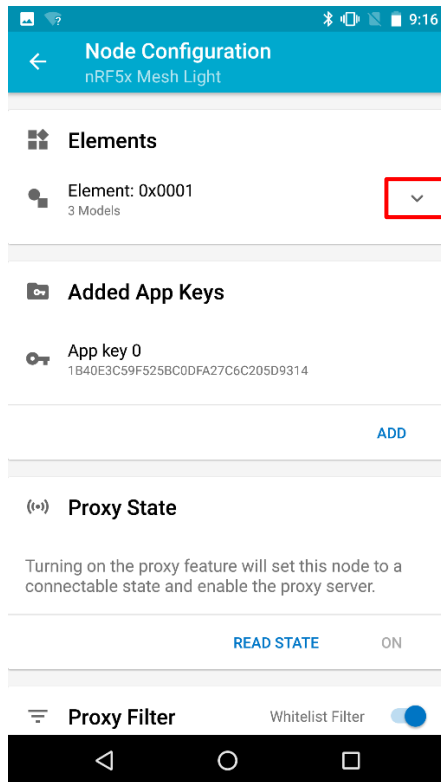 9:16
Node Configuration
nRF5x Mesh Light
Elements
Element: 0x0001
3 Models
Added App Keys
App key 0
1B40E3C59F525BC0DFA27C6C205D9314
ADD
Proxy State
Turning on the proxy feature will set this node to a
connectable state and enable the proxy server.
READ STATE ON
Proxy Filter Whitelist Filter